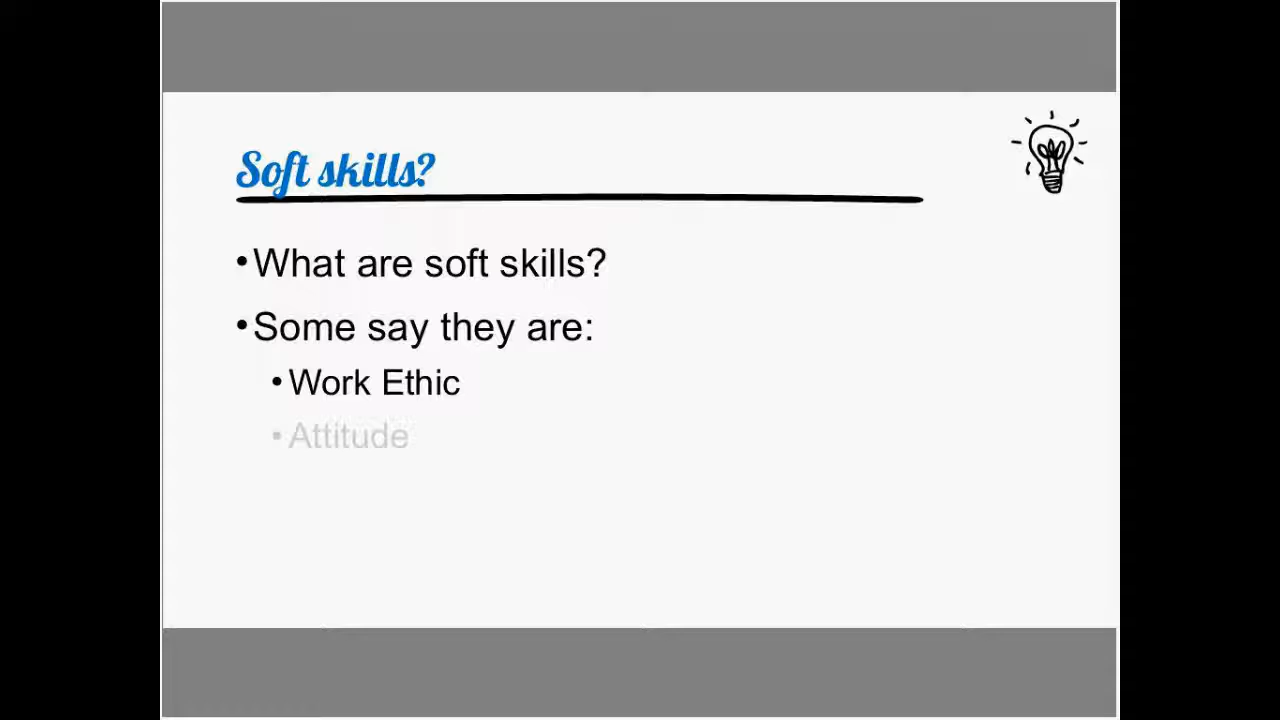 Soft skills?
•What are soft skills?
•Some say they are:
•Work Ethic
•Attitude